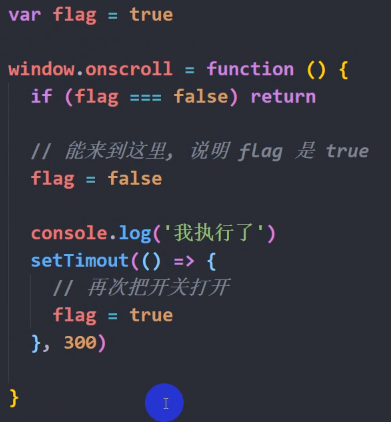 var flag = true
window.onscroll = function () {
if (flag === false) return
// 能来到这里, 说明 flag 是 true
flag = false
console.log('我执行了')
setTimout(() => {
// 再次把开关打开
flag = true
}, 300)
}